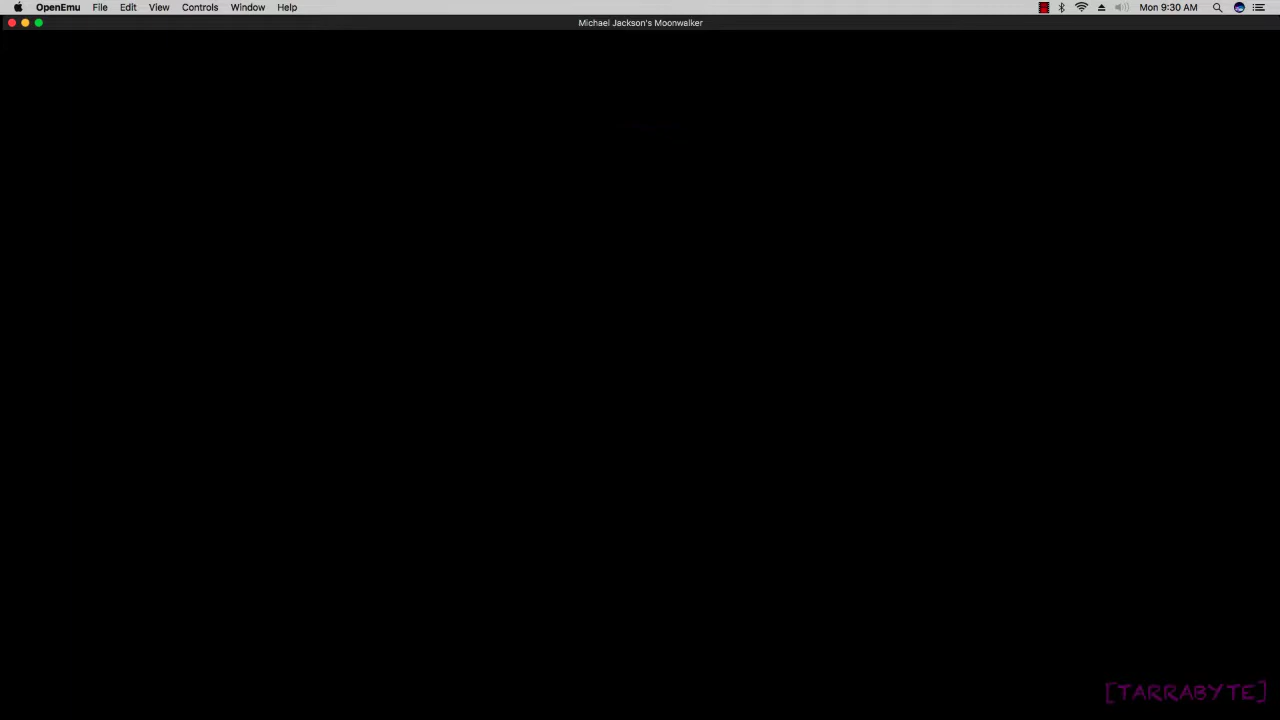 OpenEmu File Edit View Controls Window Help Mon 9:30 AM
Michael Jackson's Moonwalker
[TARRABYTE]